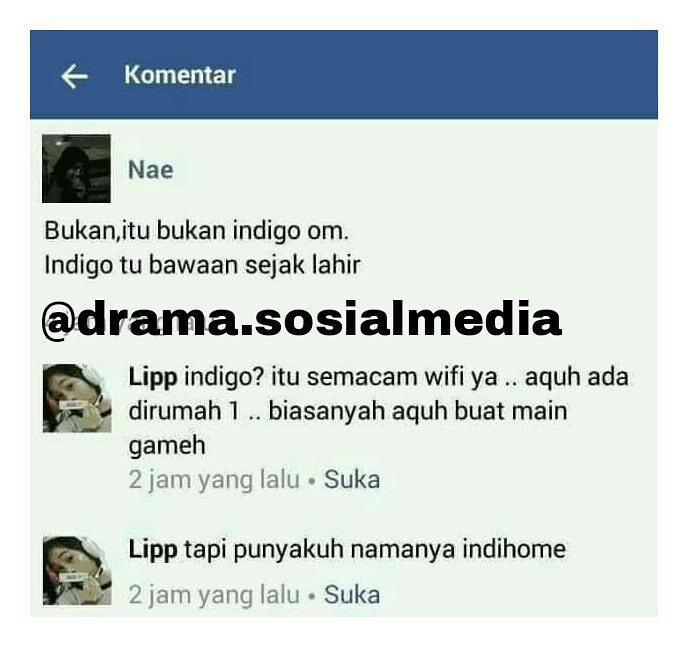 Komentar
Nae
Bukan,itu bukan indigo om.
Indigo tu bawaan sejak lahir
@drama.sosialmedia
Lipp indigo? itu semacam wifi ya .. aquh ada
dirumah 1 .. biasanyah aquh buat main
gameh
2 jam yang lalu • Suka
Lipp tapi punyakuh namanya indihome
2 jam yang lalu • Suka